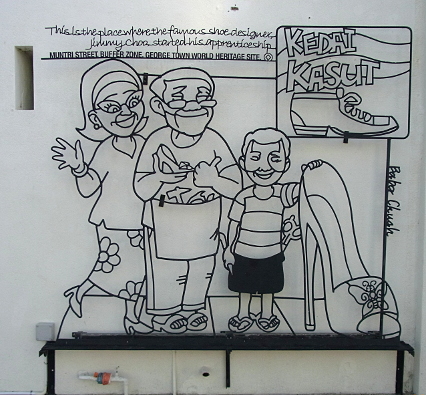 This is the place where the famous shoe designer,
Jimmy Choo, started his apprenticeship
MUNTRI STREET, BUFFER ZONE, GEORGE TOWN WORLD HERITAGE SITE.
KEDAI
KASUT
Baba Chuah